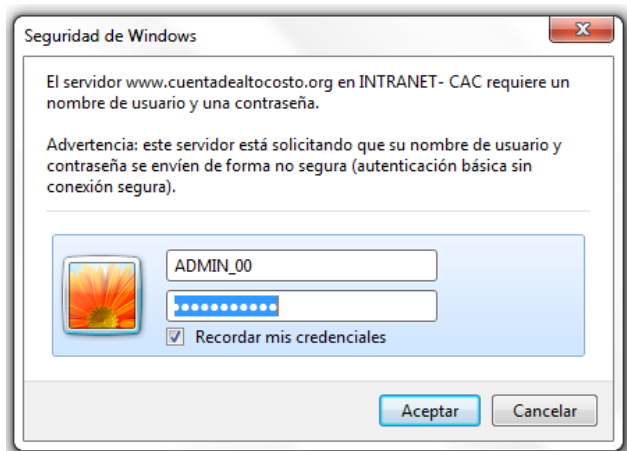 Seguridad de Windows
El servidor www.cuentadealtocosto.org en INTRANET- CAC requiere un
nombre de usuario y una contraseña.
Advertencia: este servidor está solicitando que su nombre de usuario y
contraseña se envíen de forma no segura (autenticación básica sin
conexión segura).
ADMIN_00
●●●●●●●●●●●
Recordar mis credenciales
Aceptar
Cancelar